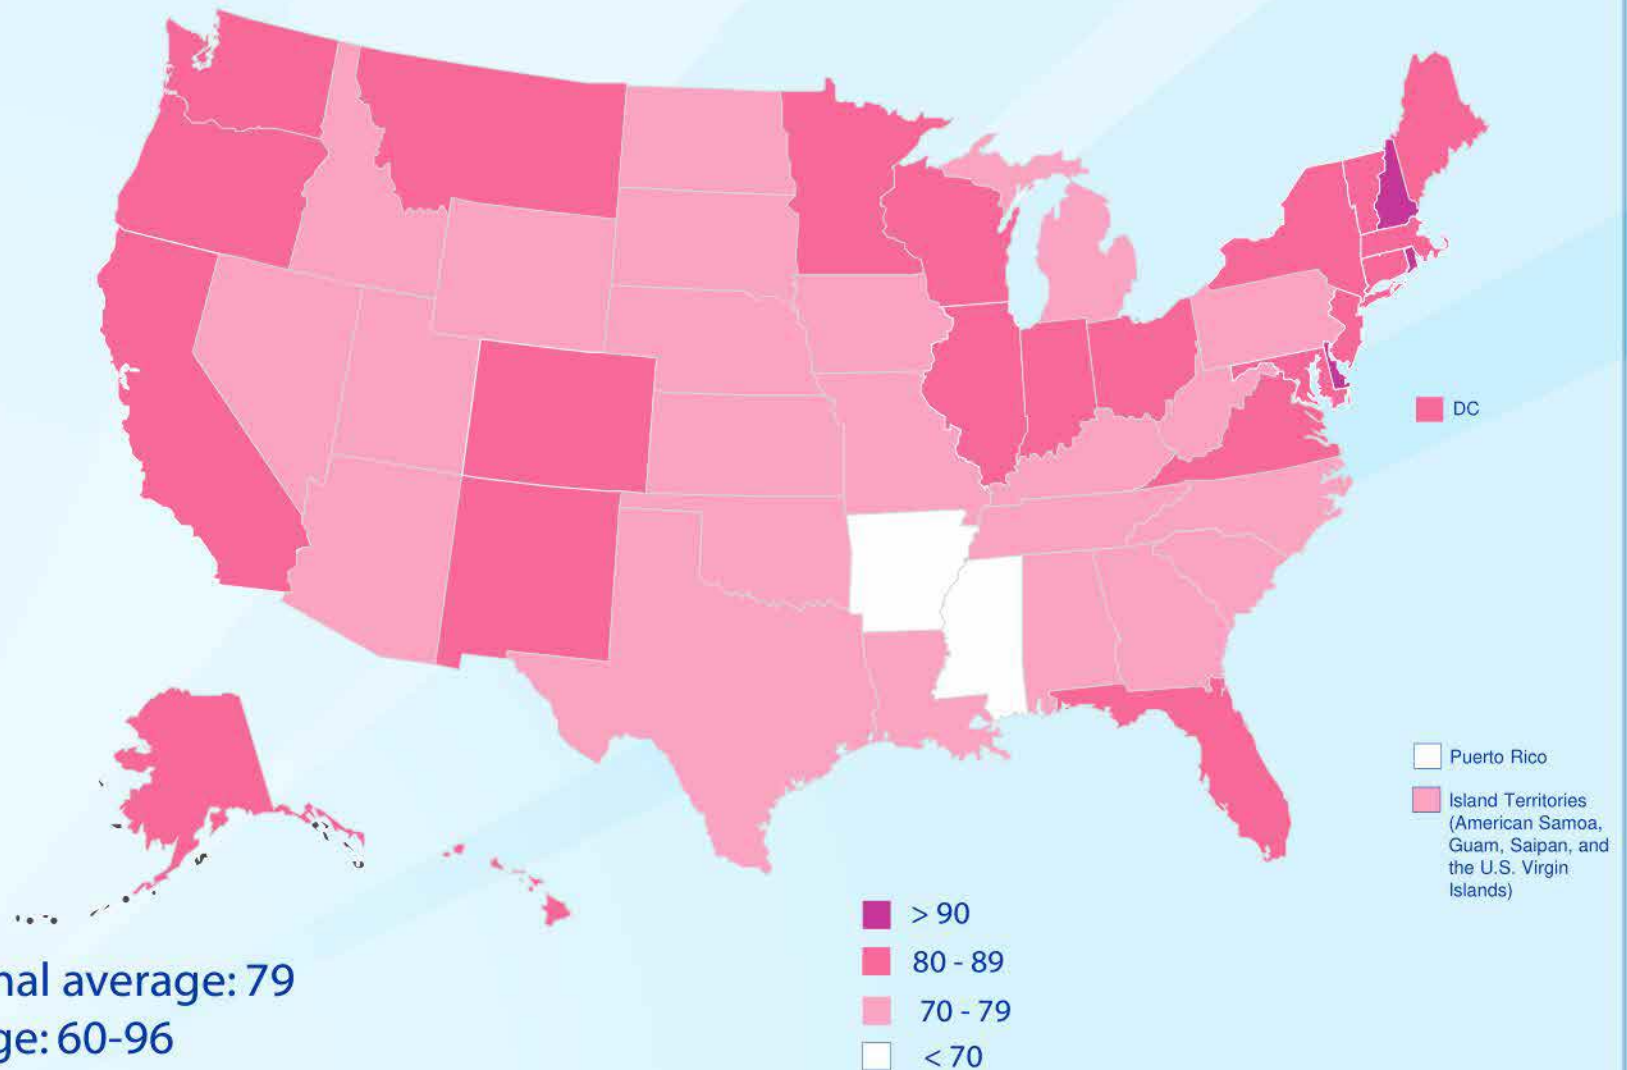 DC
Puerto Rico
Island Territories
(American Samoa,
Guam, Saipan, and
the U.S. Virgin
Islands)
> 90
80 - 89
70 - 79
< 70
nal average: 79
ge: 60-96